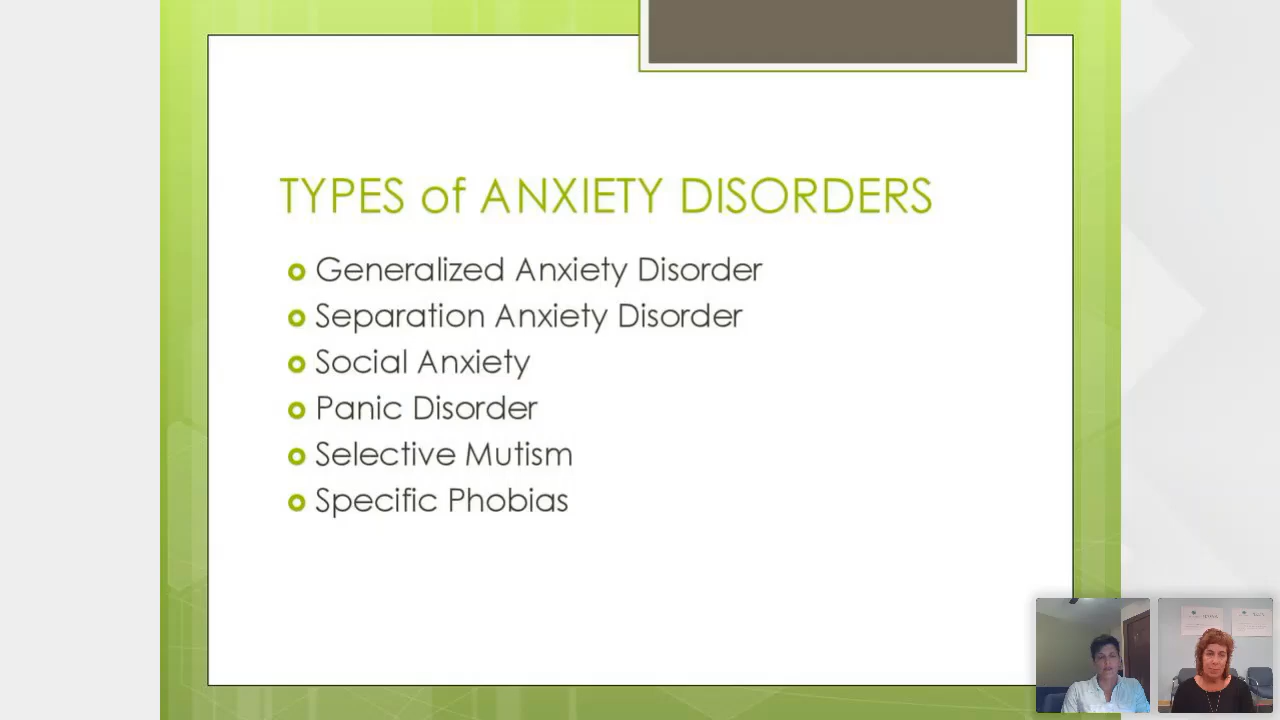 TYPES of ANXIETY DISORDERS
Generalized Anxiety Disorder
Separation Anxiety Disorder
Social Anxiety
Panic Disorder
Selective Mutism
Specific Phobias